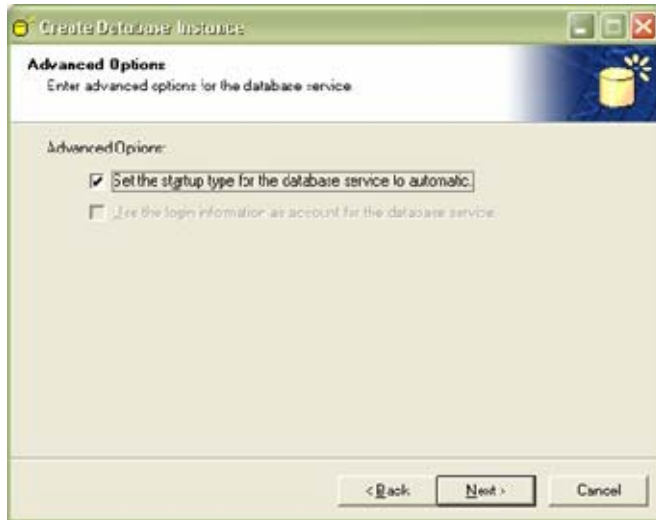 Create Database Instance
Advanced Options
Enter advanced options for the database service
Advanced Options:
Set the startup type for the database service to automatic.
Use the login information as account for the database service
< Back
Next >
Cancel